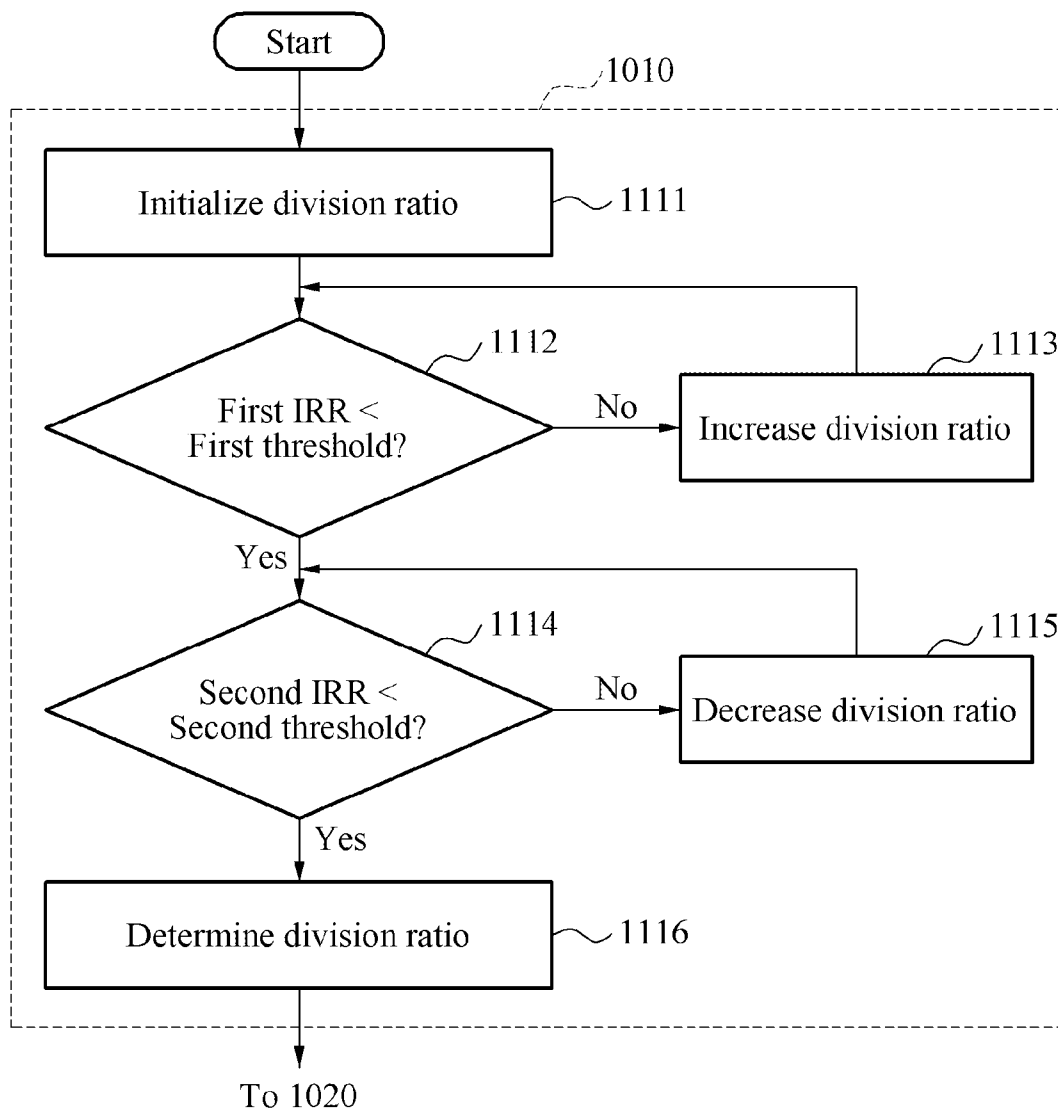 Start
1010
Initialize division ratio
1111
1112
First IRR <
First threshold?
No
1113
Increase division ratio
Yes
1114
Second IRR <
Second threshold?
No
1115
Decrease division ratio
Yes
Determine division ratio
1116
To 1020